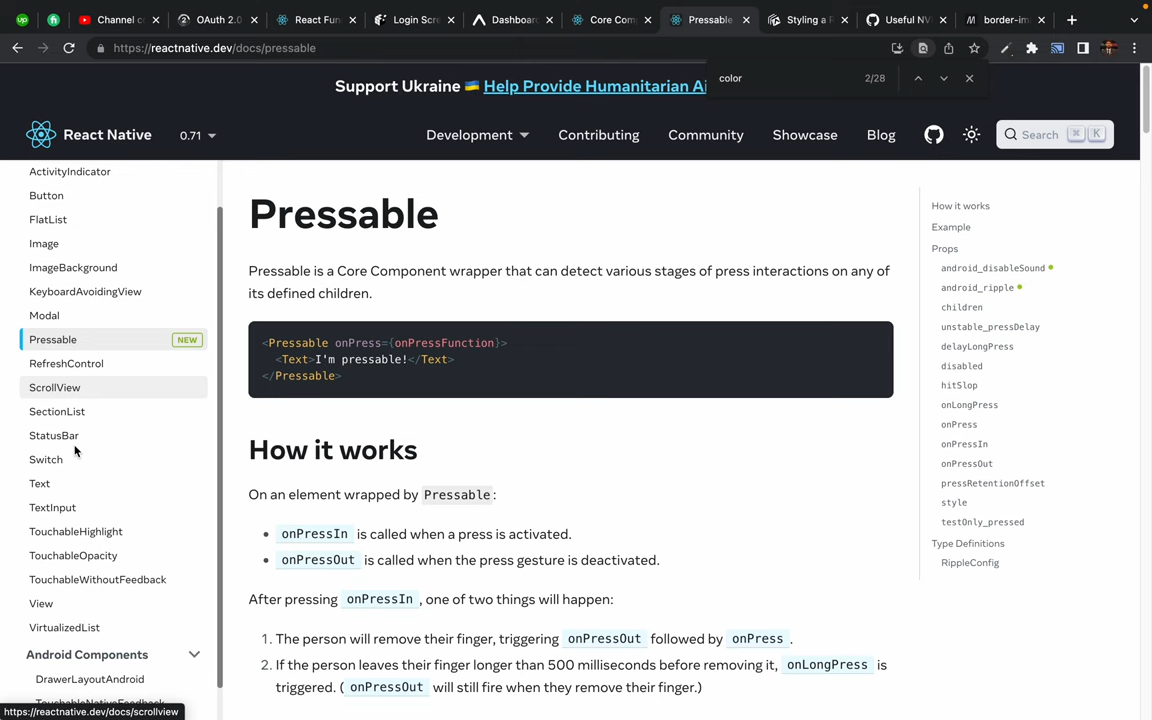 Channel c
OAuth 2.0
React Fun
Login Scre
Dashboard
Core Comp
Pressable
Styling a R
Useful NV
border-im
https://reactnative.dev/docs/pressable
color
2/28
Support Ukraine 🇺🇦 Help Provide Humanitarian Ai
React Native
0.71
Development
Contributing
Community
Showcase
Blog
Search ⌘ K
ActivityIndicator
Button
FlatList
Image
ImageBackground
KeyboardAvoidingView
Modal
Pressable NEW
RefreshControl
ScrollView
SectionList
StatusBar
Switch
Text
TextInput
TouchableHighlight
TouchableOpacity
TouchableWithoutFeedback
View
VirtualizedList
Android Components
DrawerLayoutAndroid
TouchableNativeFeedback
https://reactnative.dev/docs/scrollview
Pressable
Pressable is a Core Component wrapper that can detect various stages of press interactions on any of
its defined children.
<Pressable onPress={onPressFunction}>
<Text>I'm pressable!</Text>
</Pressable>
How it works
On an element wrapped by Pressable:
• onPressIn is called when a press is activated.
• onPressOut is called when the press gesture is deactivated.
After pressing onPressIn, one of two things will happen:
1. The person will remove their finger, triggering onPressOut followed by onPress.
2. If the person leaves their finger longer than 500 milliseconds before removing it, onLongPress is
triggered. (onPressOut will still fire when they remove their finger.)
How it works
Example
Props
android_disableSound
android_ripple
children
unstable_pressDelay
delayLongPress
disabled
hitSlop
onLongPress
onPress
onPressIn
onPressOut
pressRetentionOffset
style
testOnly_pressed
Type Definitions
RippleConfig